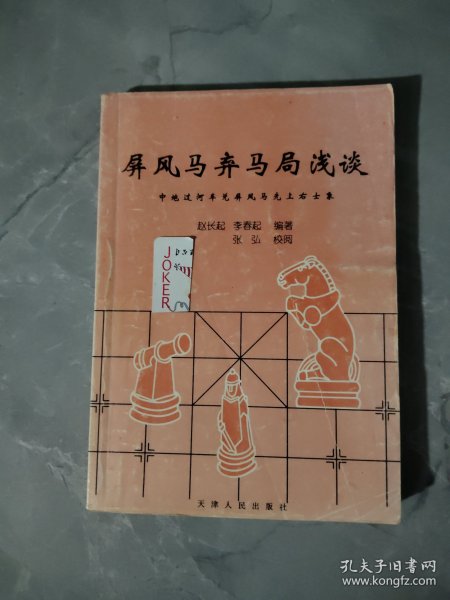 屏风马弃马局浅谈
中炮过河车兑屏风马先上右士象
赵长起 李春起 编著
张弘 校阅
JOKER
天津人民出版社
孔夫子旧书网
www.kongfz.com